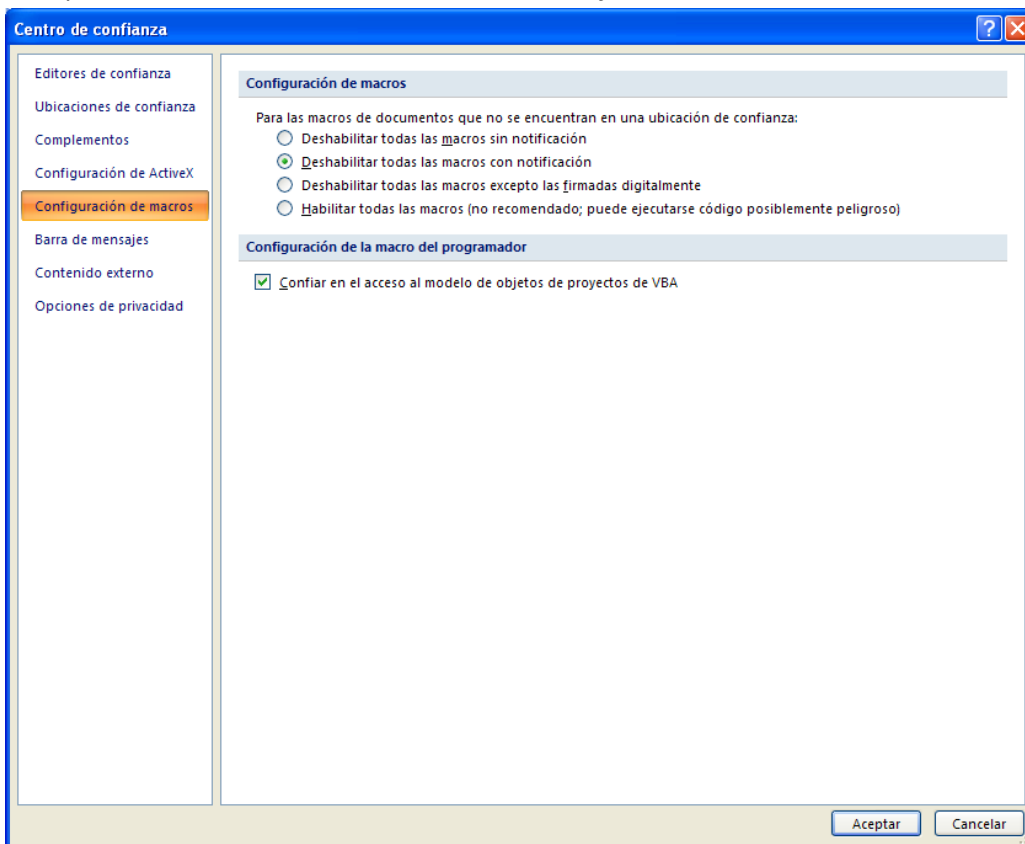 Centro de confianza
Editores de confianza
Ubicaciones de confianza
Complementos
Configuración de ActiveX
Configuración de macros
Barra de mensajes
Contenido externo
Opciones de privacidad
Configuración de macros
Para las macros de documentos que no se encuentran en una ubicación de confianza:
Deshabilitar todas las macros sin notificación
Deshabilitar todas las macros con notificación
Deshabilitar todas las macros excepto las firmadas digitalmente
Habilitar todas las macros (no recomendado; puede ejecutarse código posiblemente peligroso)
Configuración de la macro del programador
Confiar en el acceso al modelo de objetos de proyectos de VBA
Aceptar
Cancelar